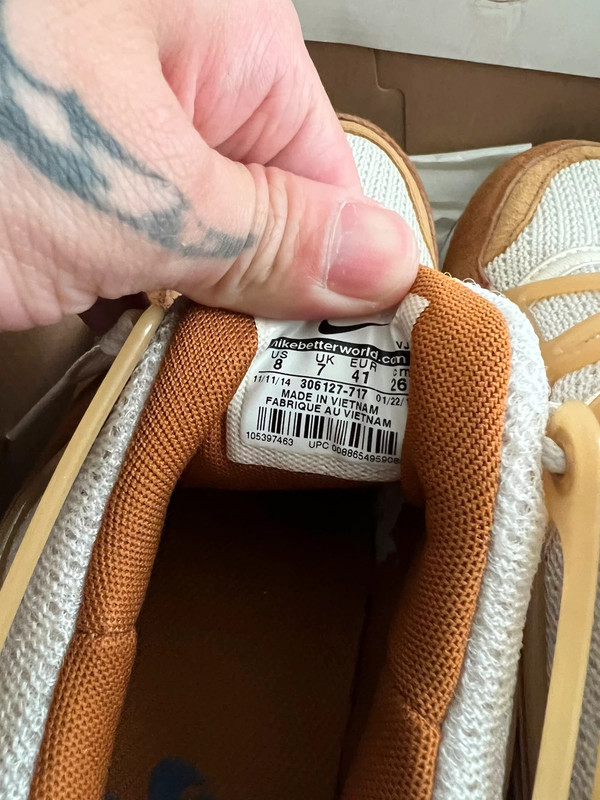 nikebetterworld.com
US UK EUR cm
8 7 41 26
11/11/14 306127-717 01/22/
MADE IN VIETNAM
FABRIQUE AU VIETNAM
105397463 UPC